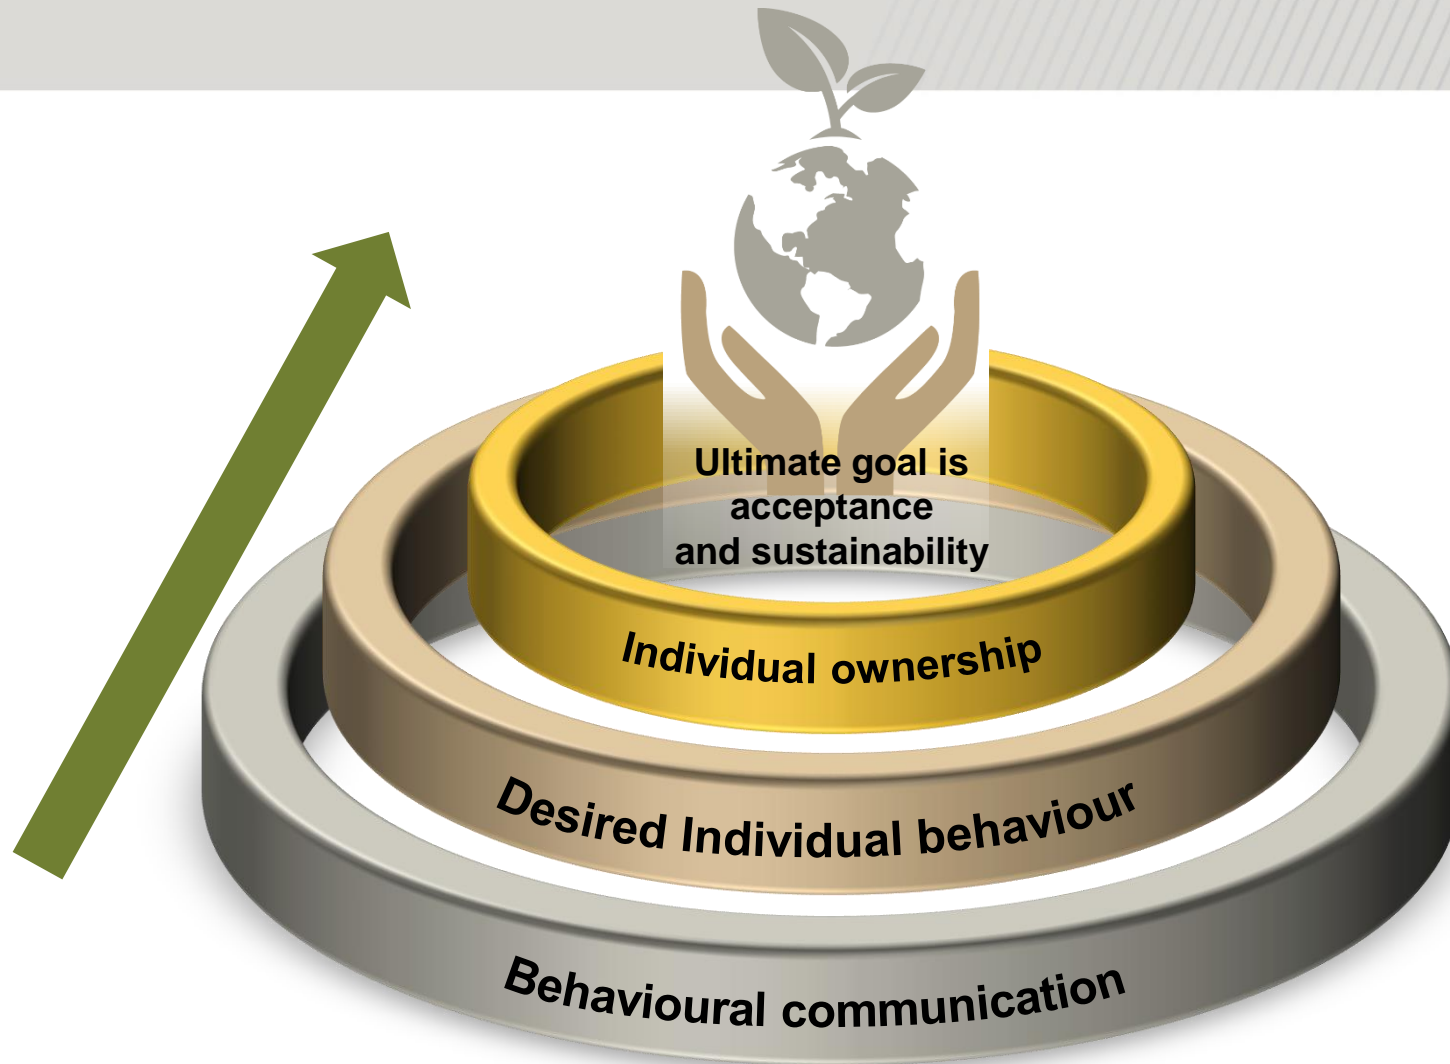 Ultimate goal is
acceptance
and sustainability
Individual ownership
Desired Individual behaviour
Behavioural communication